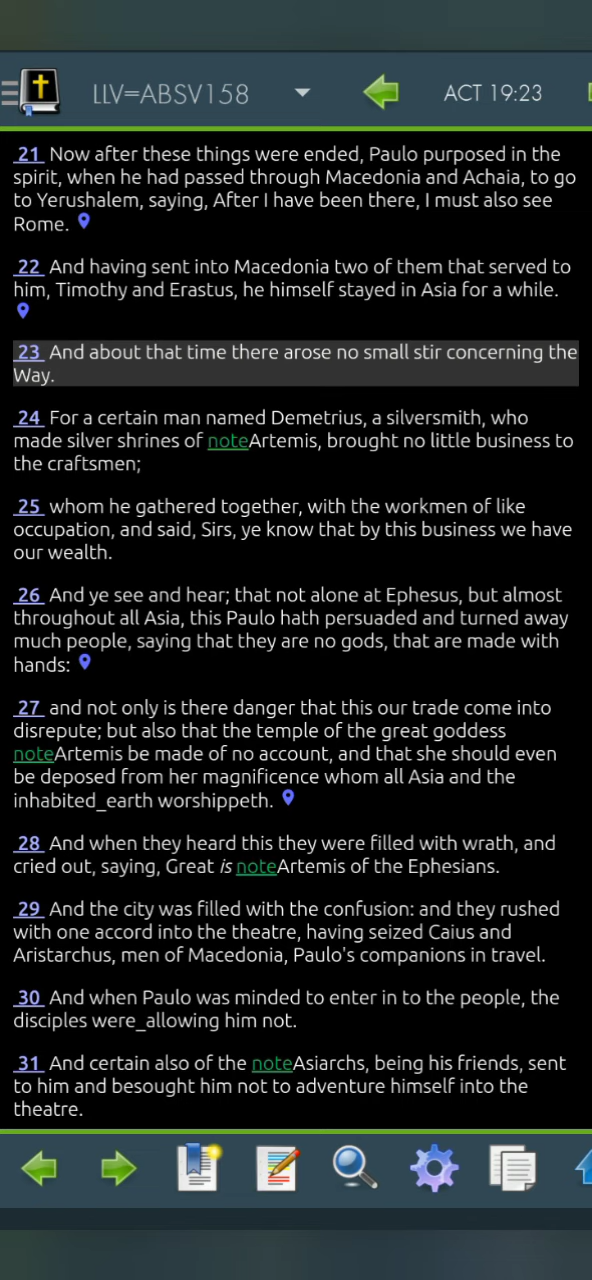 LLV=ABSV158
ACT 19:23
21 Now after these things were ended, Paulo purposed in the
spirit, when he had passed through Macedonia and Achaia, to go
to Yerushalem, saying, After I have been there, I must also see
Rome.
22 And having sent into Macedonia two of them that served to
him, Timothy and Erastus, he himself stayed in Asia for a while.
23 And about that time there arose no small stir concerning the
Way.
24 For a certain man named Demetrius, a silversmith, who
made silver shrines of noteArtemis, brought no little business to
the craftsmen;
25 whom he gathered together, with the workmen of like
occupation, and said, Sirs, ye know that by this business we have
our wealth.
26 And ye see and hear; that not alone at Ephesus, but almost
throughout all Asia, this Paulo hath persuaded and turned away
much people, saying that they are no gods, that are made with
hands:
27 and not only is there danger that this our trade come into
disrepute; but also that the temple of the great goddess
noteArtemis be made of no account, and that she should even
be deposed from her magnificence whom all Asia and the
inhabited_earth worshippeth.
28 And when they heard this they were filled with wrath, and
cried out, saying, Great is noteArtemis of the Ephesians.
29 And the city was filled with the confusion: and they rushed
with one accord into the theatre, having seized Caius and
Aristarchus, men of Macedonia, Paulo's companions in travel.
30 And when Paulo was minded to enter in to the people, the
disciples were_allowing him not.
31 And certain also of the noteAsiarchs, being his friends, sent
to him and besought him not to adventure himself into the
theatre.